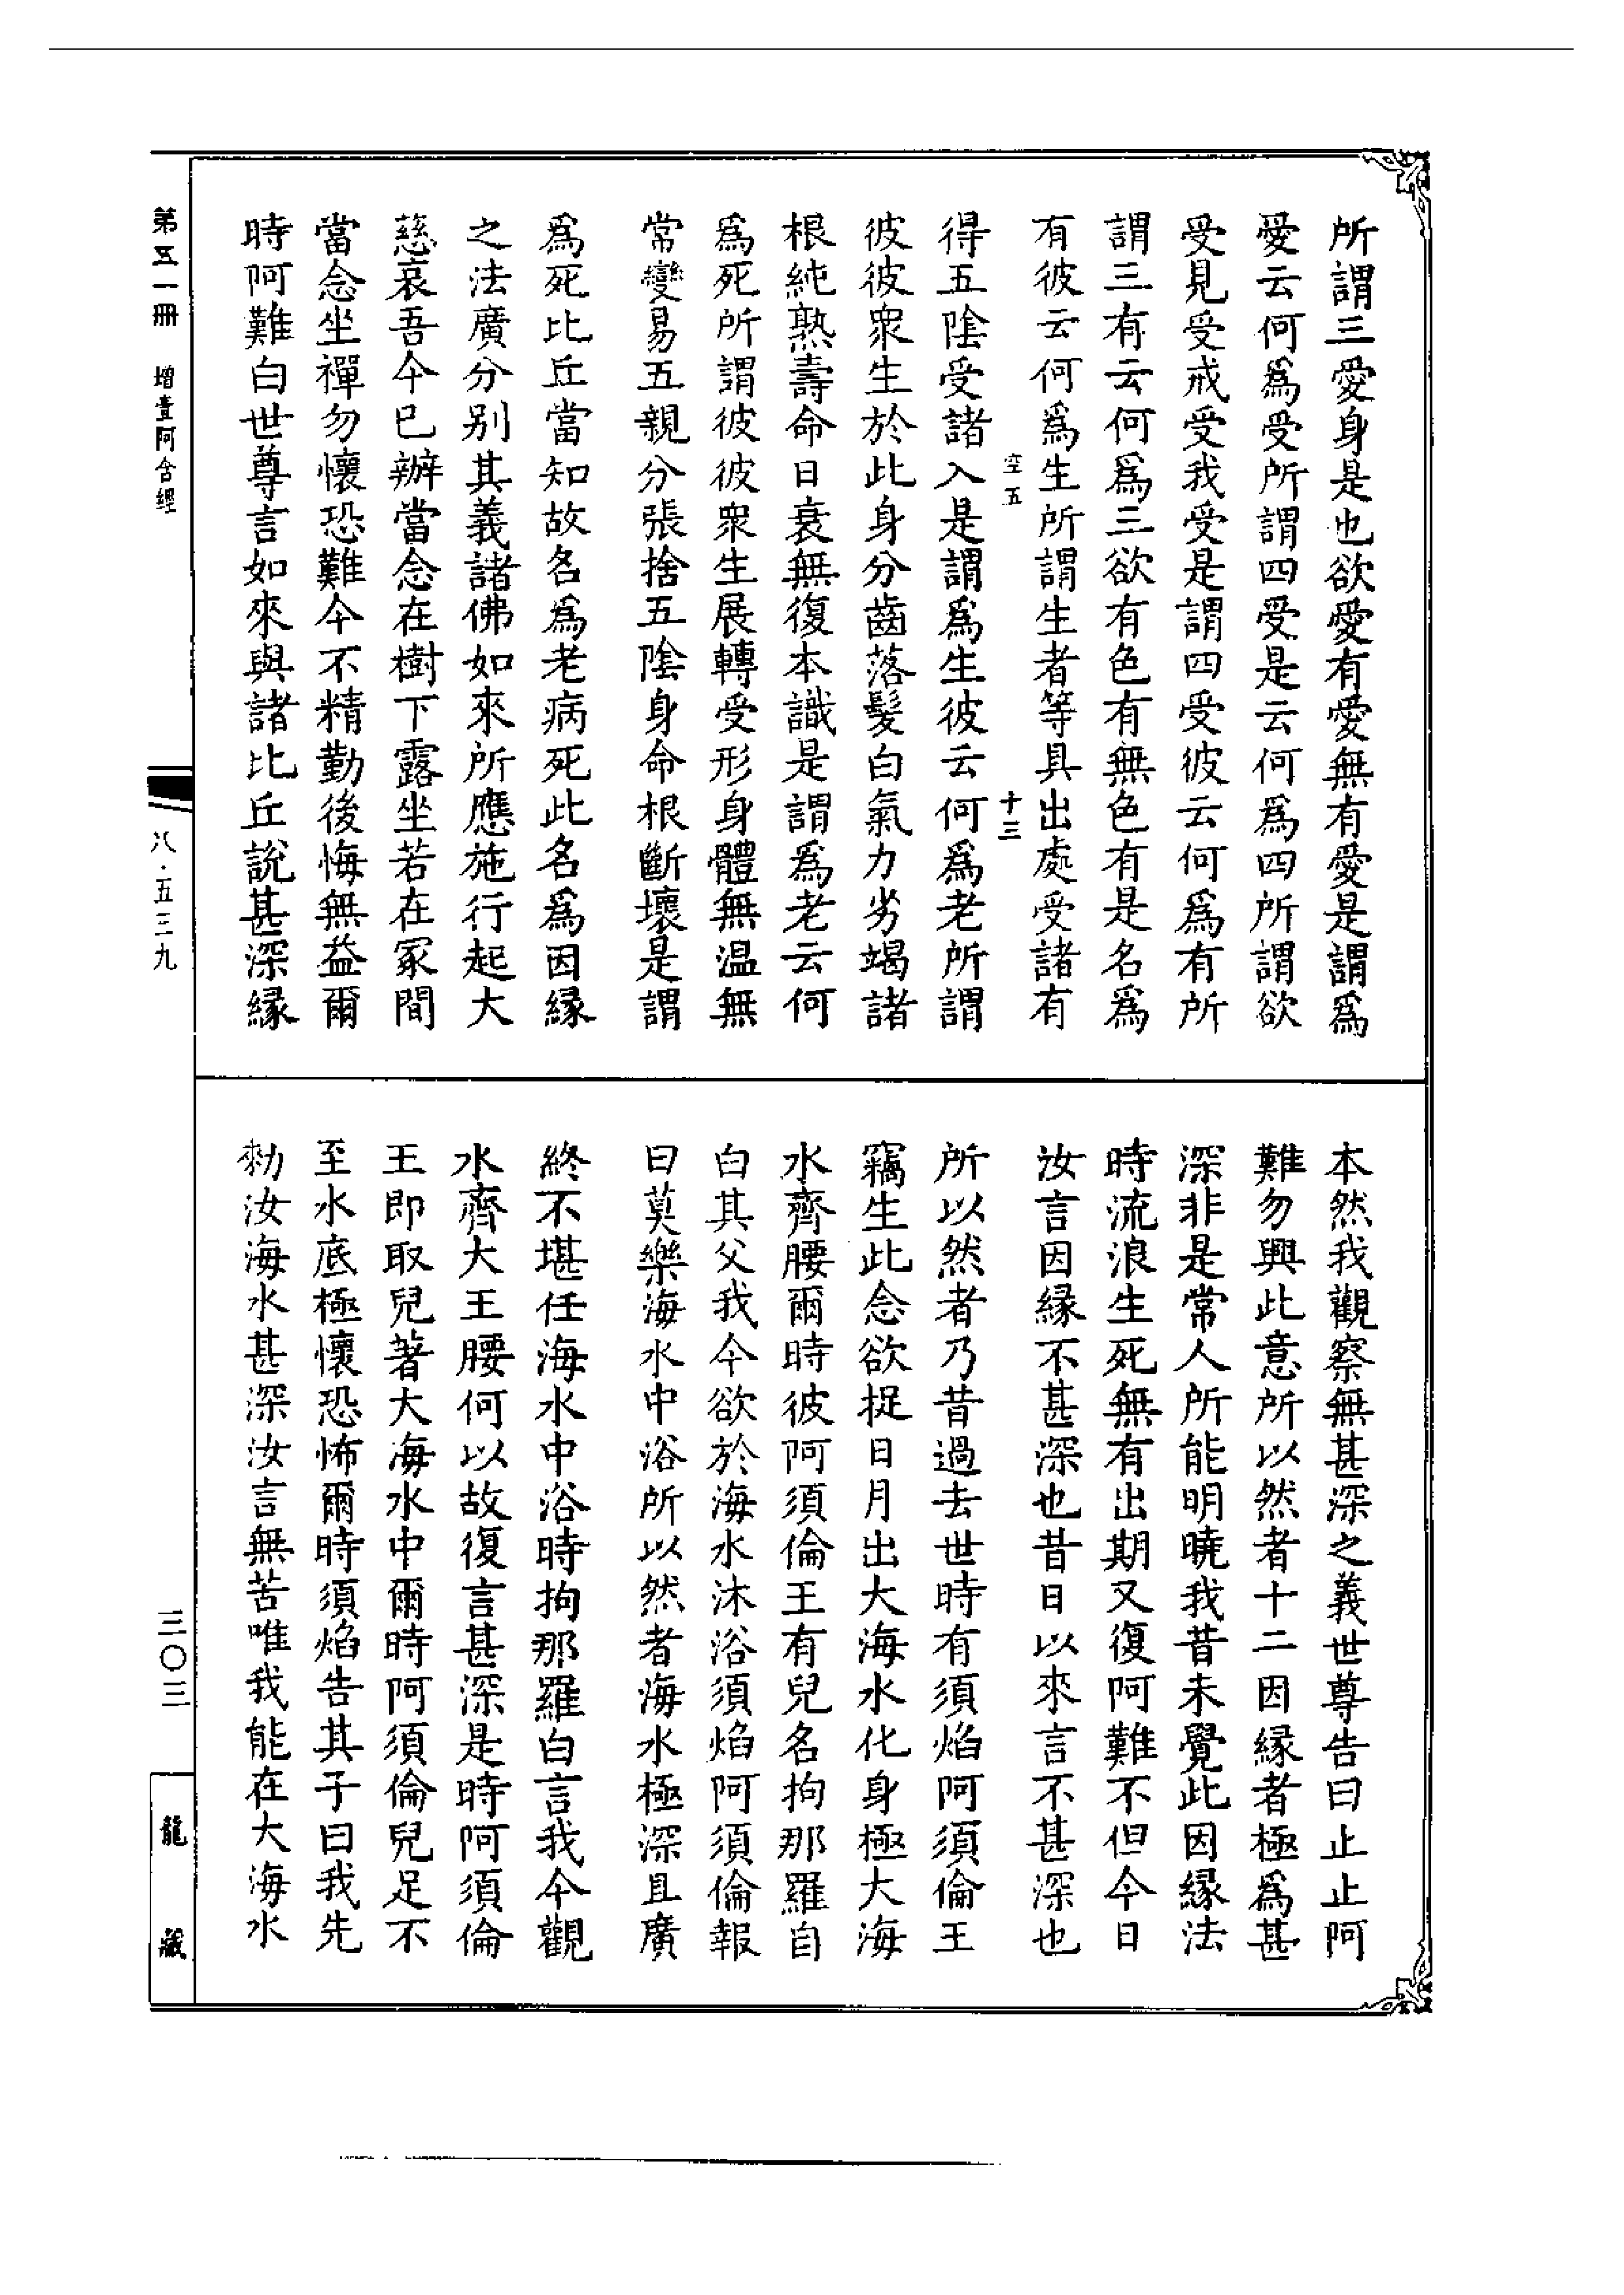 所謂三愛身是也欲愛有愛無有愛是謂爲
愛云何爲受所謂四受是云何爲四所謂欲
受見受戒受我受是謂四受彼云何爲有所
謂三有云何爲三欲有色有無色有是名爲
有彼云何爲生所謂生者等具出處受諸有
空五 十三
得五陰受諸入是謂爲生彼云何爲老所謂
彼彼衆生於此身分齒落髮白氣力劣竭諸
根純熟壽命日衰無復本識是謂爲老云何
爲死所謂彼彼衆生展轉受形身體無温無
常變易五親分張捨五陰身命根斷壞是謂
爲死比丘當知故名爲老病死此名爲因緣
之法廣分别其義諸佛如來所應施行起大
慈哀吾今已辦當念在樹下露坐若在冢間
當念坐禪勿懷恐難今不精勤後悔無益爾
時阿難白世尊言如來與諸比丘說甚深緣
本然我觀察無甚深之義世尊告曰止止阿
難勿興此意所以然者十二因緣者極爲甚
深非是常人所能明曉我昔未覺此因緣法
時流浪生死無有出期又復阿難不但今日
汝言因緣不甚深也昔日以來言不甚深也
所以然者乃昔過去世時有須焰阿須倫王
竊生此念欲捉日月出大海水化身極大海
水齊腰爾時彼阿須倫王有兒名拘那羅自
白其父我今欲於海水沐浴須焰阿須倫報
曰莫樂海水中浴所以然者海水極深且廣
終不堪任海水中浴時拘那羅白言我今觀
水齊大王腰何以故復言甚深是時阿須倫
王即取兒著大海水中爾時阿須倫兒足不
至水底極懷恐怖爾時須焰告其子曰我先
勑汝海水甚深汝言無苦唯我能在大海水
第五一冊 增壹阿含經
八·五三九
三〇三
龍藏